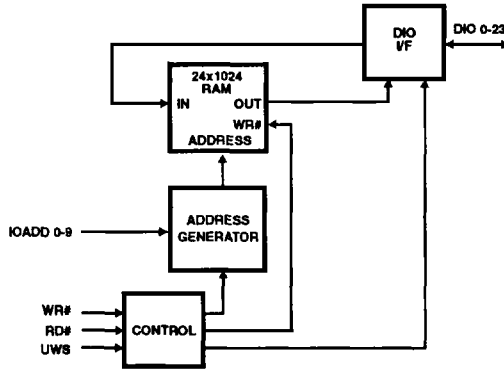 DIO
I/F
DIO 0-23
24x1024
RAM
IN
OUT
WR#
ADDRESS
ADDRESS
GENERATOR
IOADD 0-9
WR#
RD#
UWS
CONTROL